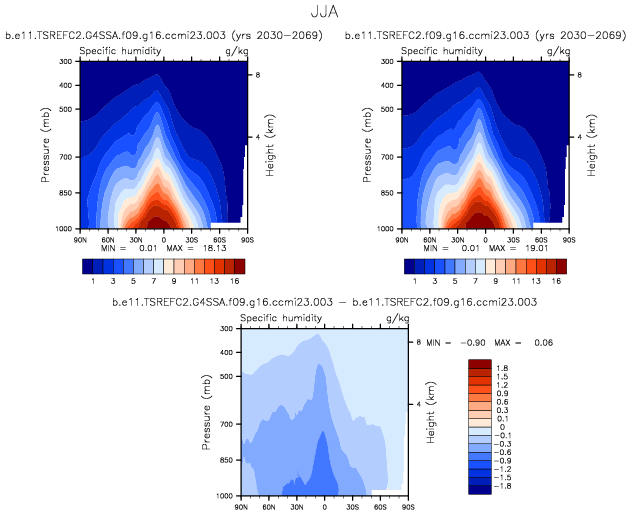 JJA
b.e11.TSREFC2.G4SSA.f09.g16.ccmi23.003 (yrs 2030-2069)
Specific humidity g/kg
300
400
500
700
850
1000
Pressure (mb)
8
4
Height (km)
90N 60N 30N 0 30S 60S 90S
MIN = 0.01 MAX = 18.13
1 3 5 7 9 11 13 16
b.e11.TSREFC2.f09.g16.ccmi23.003 (yrs 2030-2069)
Specific humidity g/kg
300
400
500
700
850
1000
Pressure (mb)
8
4
Height (km)
90N 60N 30N 0 30S 60S 90S
MIN = 0.01 MAX = 19.01
1 3 5 7 9 11 13 16
b.e11.TSREFC2.G4SSA.f09.g16.ccmi23.003 - b.e11.TSREFC2.f09.g16.ccmi23.003
Specific humidity g/kg
300
400
500
700
850
1000
Pressure (mb)
8
4
Height (km)
90N 60N 30N 0 30S 60S 90S
MIN = -0.90 MAX = 0.06
1.8
1.5
1.2
0.9
0.6
0.3
0.1
0
-0.1
-0.3
-0.6
-0.9
-1.2
-1.5
-1.8